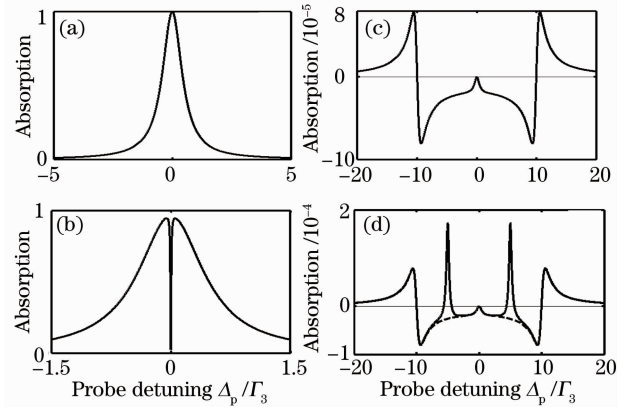 (a)
Absorption
1
0
−5
0
5
(c)
Absorption /10⁻⁵
8
0
−10
−20
−10
0
10
20
(b)
Absorption
1
0
−1.5
0
1.5
Probe detuning Δp/Γ3
(d)
Absorption /10⁻⁴
2
0
−1
−20
−10
0
10
20
Probe detuning Δp/Γ3